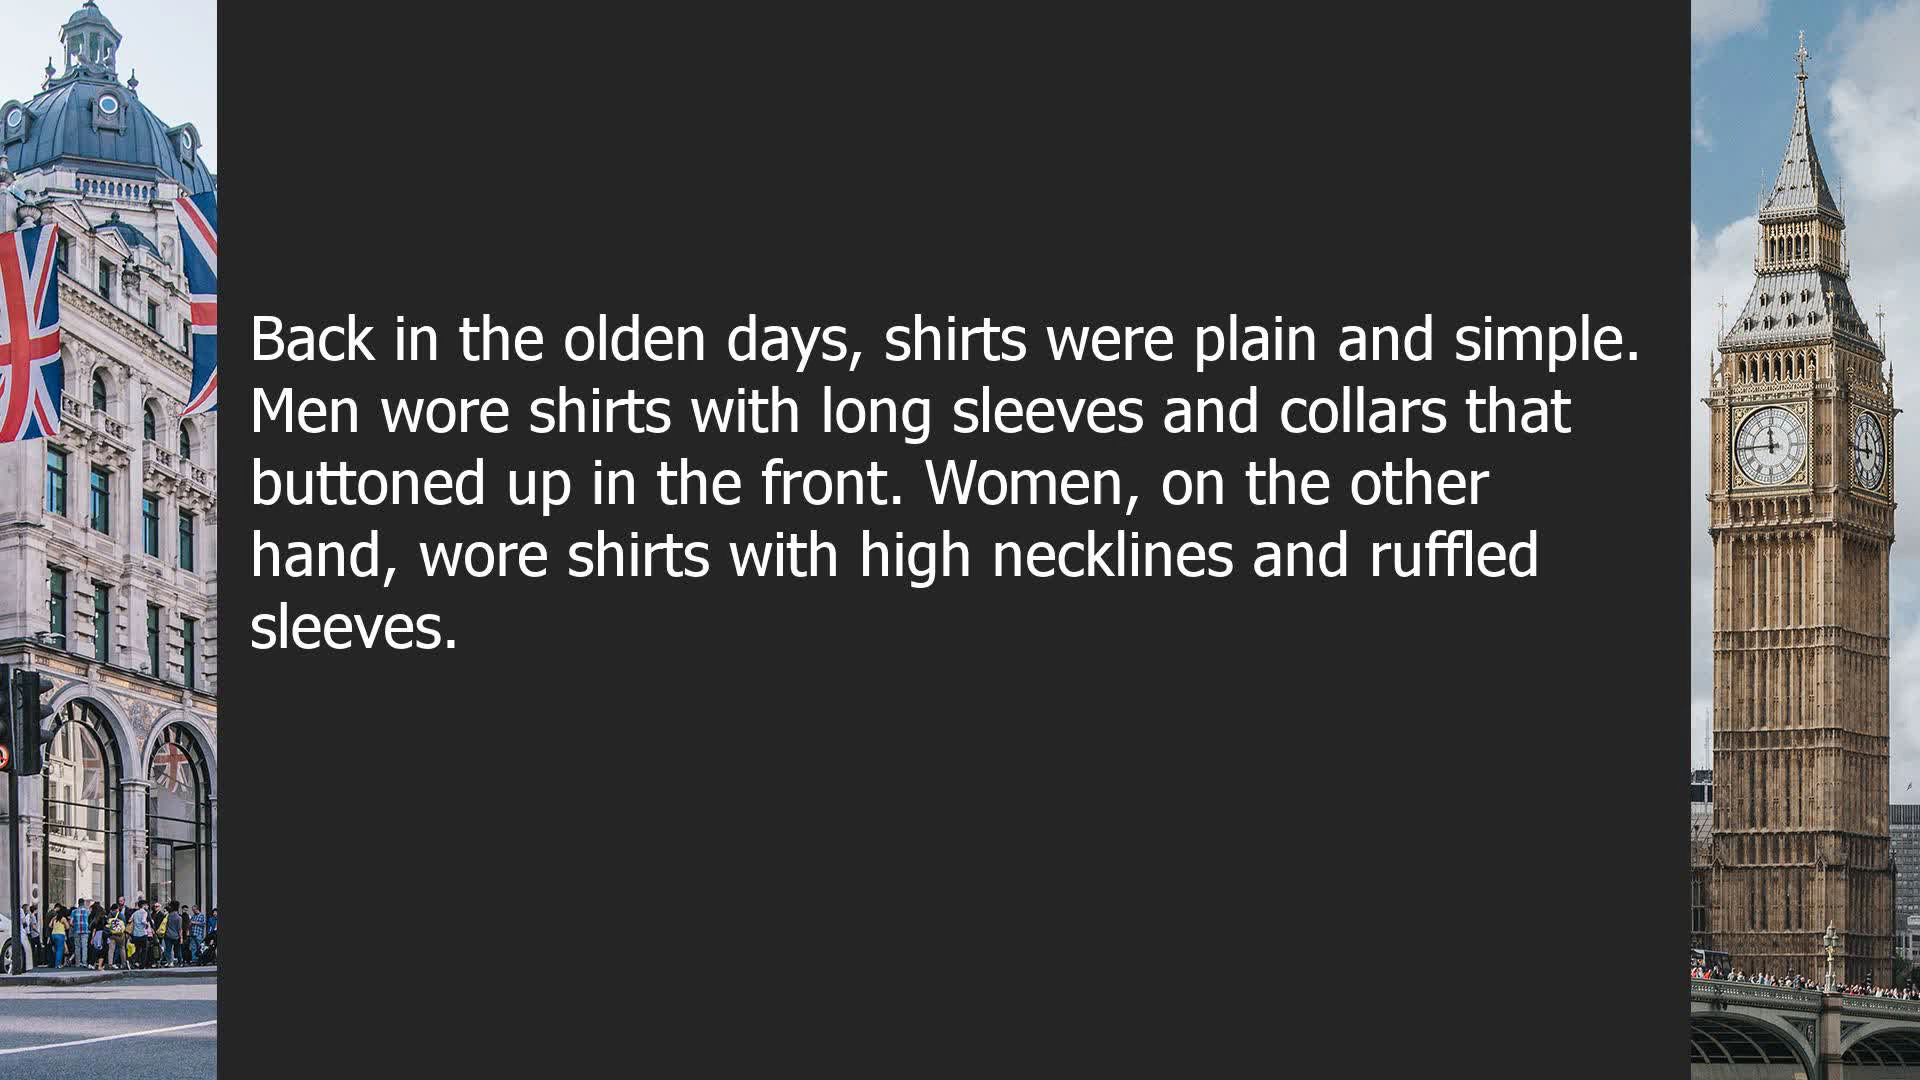 Back in the olden days, shirts were plain and simple.
Men wore shirts with long sleeves and collars that
buttoned up in the front. Women, on the other
hand, wore shirts with high necklines and ruffled
sleeves.